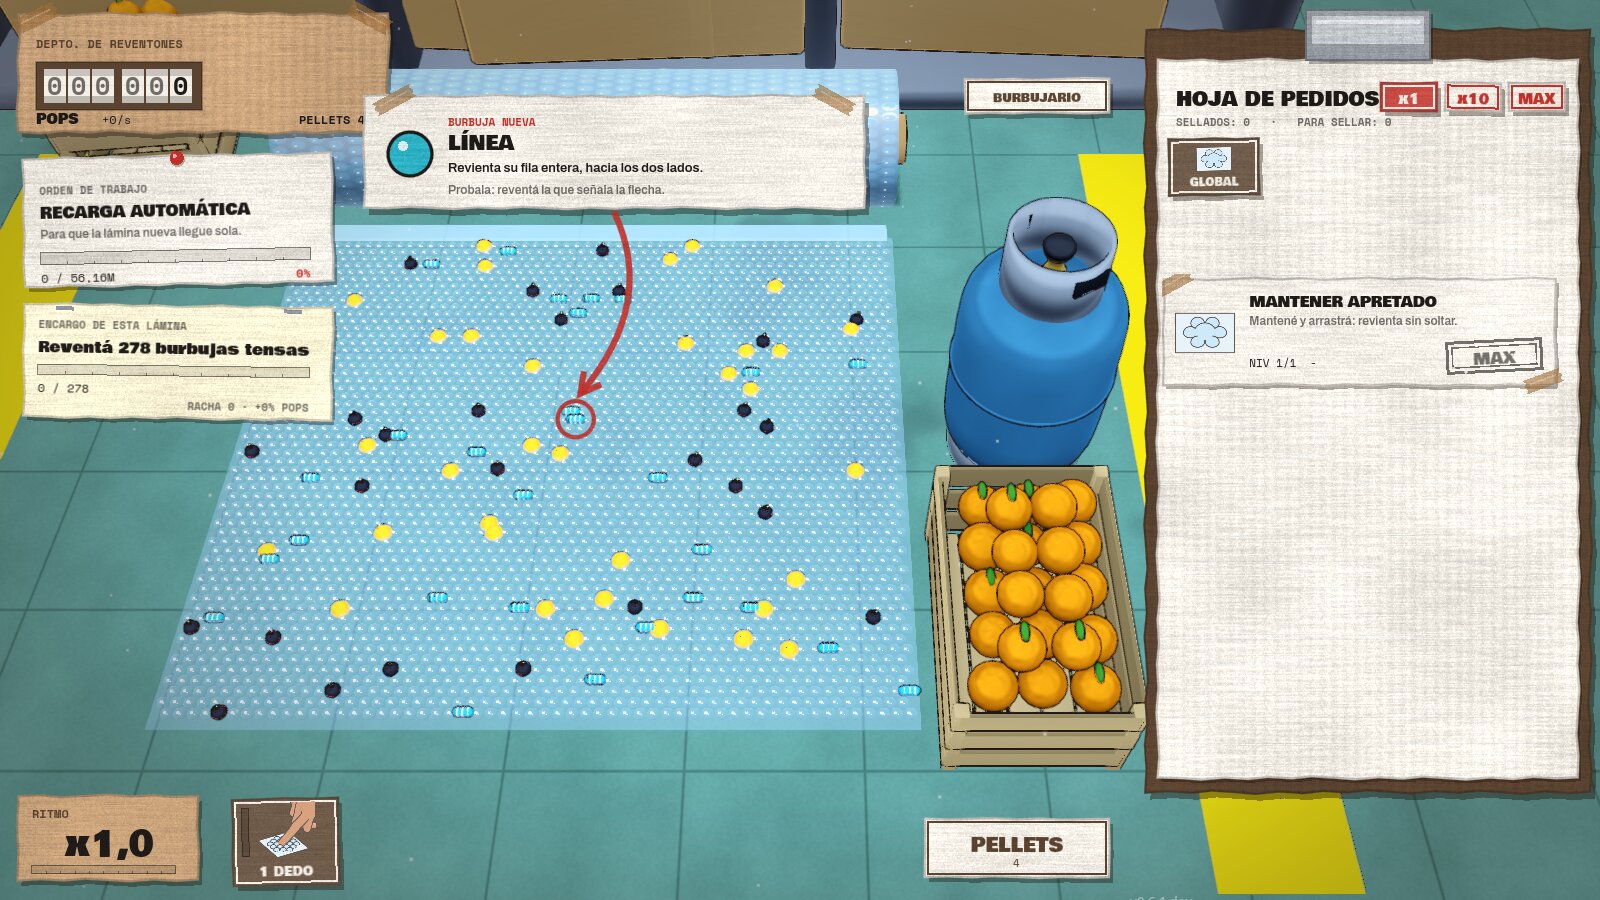 DEPTO. DE REVENTONES
000 000
POPS +0/s PELLETS 4
ORDEN DE TRABAJO
RECARGA AUTOMÁTICA
Para que la lámina nueva llegue sola.
0 / 56.16M 0%
ENCARGO DE ESTA LÁMINA
Reventá 278 burbujas tensas
0 / 278
RACHA 0 · +0% POPS
BURBUJA NUEVA
LÍNEA
Revienta su fila entera, hacia los dos lados.
Probala: reventá la que señala la flecha.
BURBUJARIO
HOJA DE PEDIDOS x1 x10 MAX
SELLADOS: 0 · PARA SELLAR: 0
GLOBAL
MANTENER APRETADO
Mantené y arrastrá: revienta sin soltar.
NIV 1/1 -
MAX
RITMO
x1,0
1 DEDO
PELLETS
4